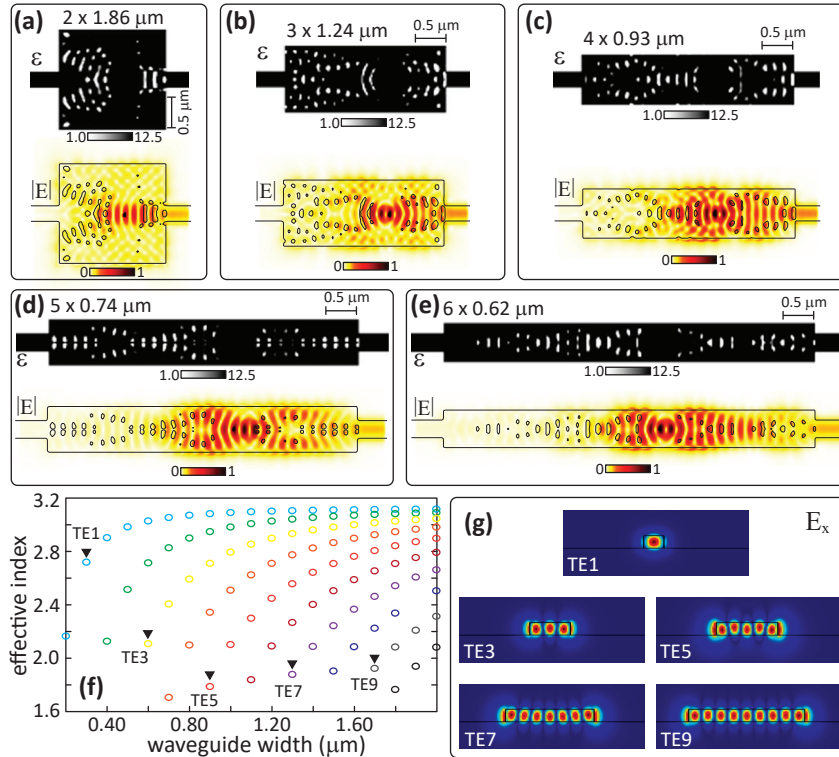 (a) 2 x 1.86 µm
ε
0.5 µm
1.0 12.5
|E|
0 1
(b) 3 x 1.24 µm
0.5 µm
ε
1.0 12.5
|E|
0 1
(c) 4 x 0.93 µm
0.5 µm
ε
1.0 12.5
|E|
0 1
(d) 5 x 0.74 µm
0.5 µm
ε
1.0 12.5
|E|
0 1
(e) 6 x 0.62 µm
0.5 µm
ε
1.0 12.5
|E|
0 1
effective index
3.2
2.8
2.4
2.0
1.6
TE1
TE3
TE5
TE7
TE9
(f)
0.40 0.80 1.20 1.60
waveguide width (µm)
(g) Ex
TE1
TE3 TE5
TE7 TE9